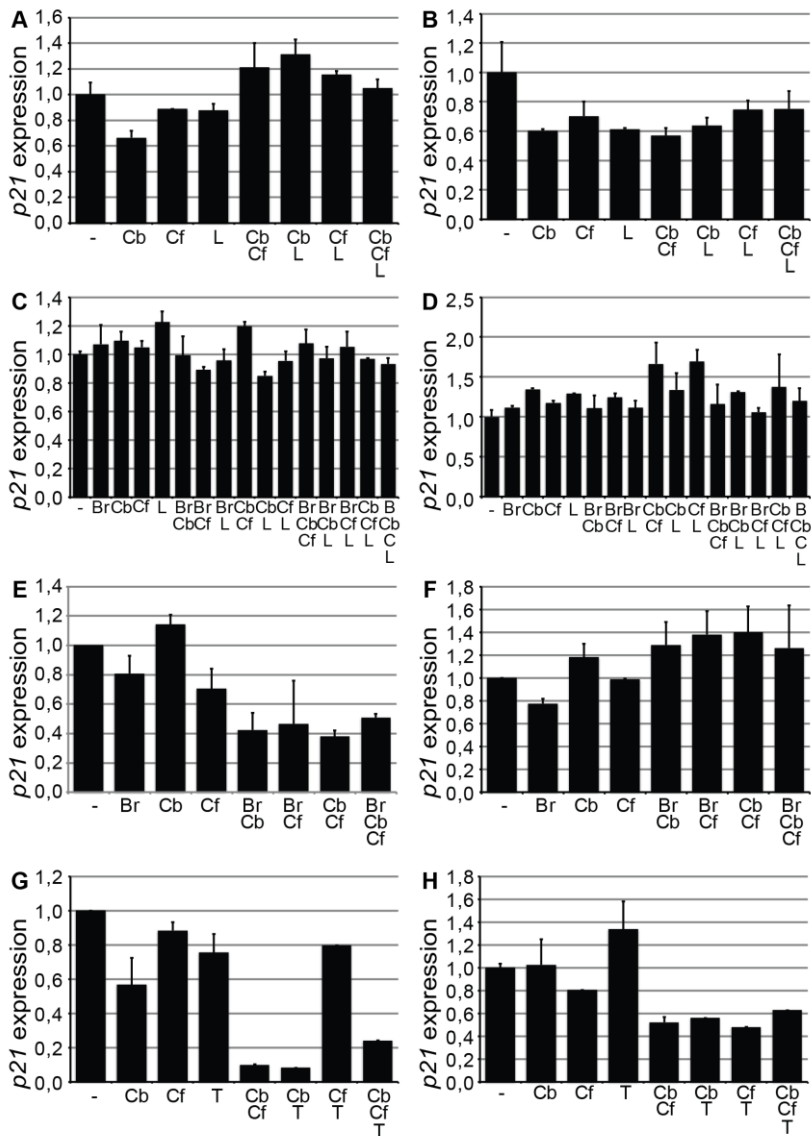 A
p21 expression
1,6
1,4
1,2
1,0
0,8
0,6
0,4
0,2
0,0
- Cb Cf L Cb Cb Cf Cb
Cf L L Cf
L
B
p21 expression
1,4
1,2
1,0
0,8
0,6
0,4
0,2
0,0
- Cb Cf L Cb Cb Cf Cb
Cf L L Cf
L
C
p21 expression
1,4
1,2
1,0
0,8
0,6
0,4
0,2
0,0
- Br Cb Cf L Br Br Br Cb Cb Cf Br Br Br Cb B
Cb Cf L Cf L L Cb Cb Cf Cf Cb
Cf L L L C
L
D
p21 expression
2,5
2,0
1,5
1,0
0,5
0,0
- Br Cb Cf L Br Br Br Cb Cb Cf Br Br Br Cb B
Cb Cf L Cf L L Cb Cb Cf Cf Cb
Cf L L L C
L
E
p21 expression
1,4
1,2
1,0
0,8
0,6
0,4
0,2
0,0
- Br Cb Cf Br Br Cb Br
Cb Cf Cf Cb
Cf
F
p21 expression
1,8
1,6
1,4
1,2
1,0
0,8
0,6
0,4
0,2
0,0
- Br Cb Cf Br Br Cb Br
Cb Cf Cf Cb
Cf
G
p21 expression
1,2
1,0
0,8
0,6
0,4
0,2
0,0
- Cb Cf T Cb Cb Cf Cb
Cf T T Cf
T
H
p21 expression
1,8
1,6
1,4
1,2
1,0
0,8
0,6
0,4
0,2
0,0
- Cb Cf T Cb Cb Cf Cb
Cf T T Cf
T